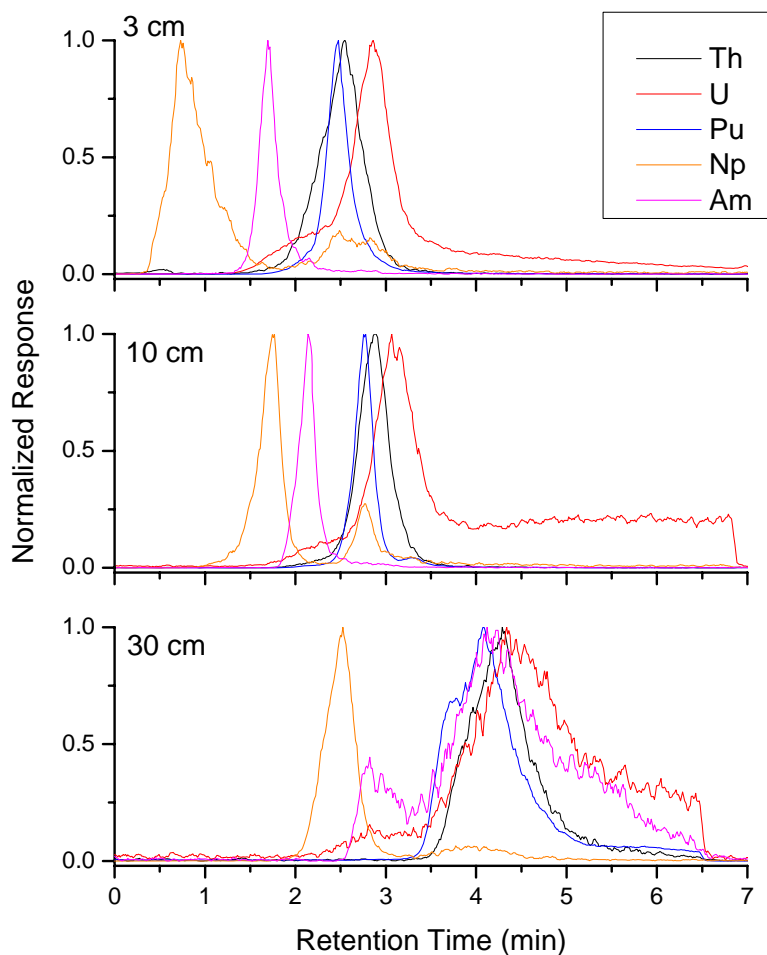 3 cm
1.0
0.5
0.0
Th
U
Pu
Np
Am
10 cm
1.0
0.5
0.0
Normalized Response
30 cm
1.0
0.5
0.0
0 1 2 3 4 5 6 7
Retention Time (min)